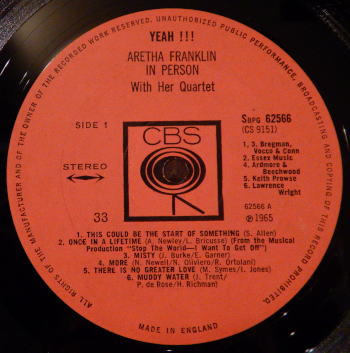 ALL RIGHTS OF THE MANUFACTURER AND OF THE OWNER OF THE RECORDED WORK RESERVED. UNAUTHORIZED PUBLIC PERFORMANCE, BROADCASTING AND COPYING OF THIS RECORD PROHIBITED.
YEAH !!!
ARETHA FRANKLIN
IN PERSON
With Her Quartet
SIDE 1
CBS
SBPG 62566
(CS 9151)
1, 3. Bregman,
Vocco & Conn
2. Essex Music
4. Ardmore &
Beechwood
5. Keith Prowse
6. Lawrence
Wright
STEREO
33
62566 A
℗1965
1. THIS COULD BE THE START OF SOMETHING (S. Allen)
2. ONCE IN A LIFETIME (A. Newley/L. Bricusse) (From the Musical
Production "Stop The World—I Want To Get Off")
3. MISTY (J. Burke/E. Garner)
4. MORE (N. Newell/N. Oliviero/R. Ortolani)
5. THERE IS NO GREATER LOVE (M. Symes/I. Jones)
6. MUDDY WATER (J. Trent/
P. de Rose/H. Richman)
MADE IN ENGLAND